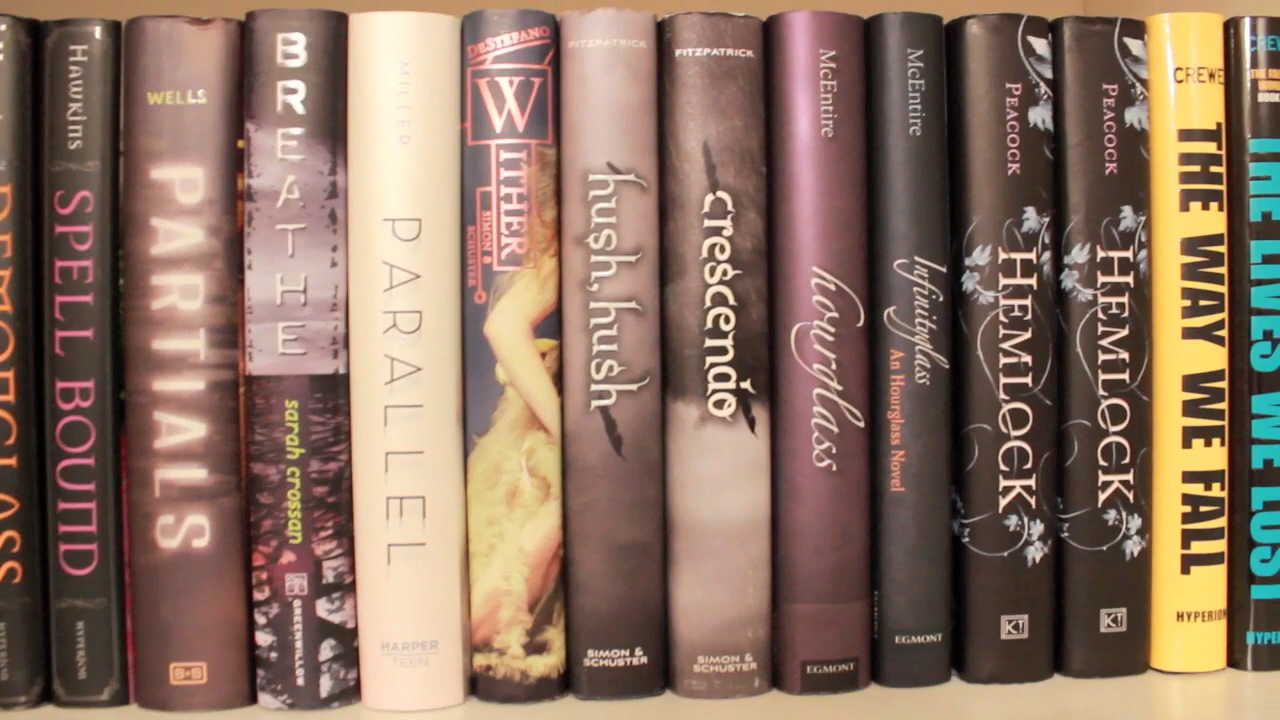 DEMONGLASS
HYPERION
HAWKINS
SPELL BOUND
HYPERION
WELLS
PARTIALS
B+B
BREATHE
sarah crossan
GREENWILLOW
MILLER
PARALLEL
HARPER
TEEN
DESTEFANO
WITHER
SIMON &
SCHUSTER
FITZPATRICK
hush, hush
SIMON &
SCHUSTER
FITZPATRICK
crescendo
SIMON &
SCHUSTER
McEntire
hourglass
EGMONT
McEntire
Infinityglass
An Hourglass Novel
EGMONT
PEACOCK
HEMLOCK
KT
PEACOCK
HEMLOCK
KT
CREWE
THE WAY WE FALL
HYPERION
CREW
THE LIVES WE LOST
HYPE